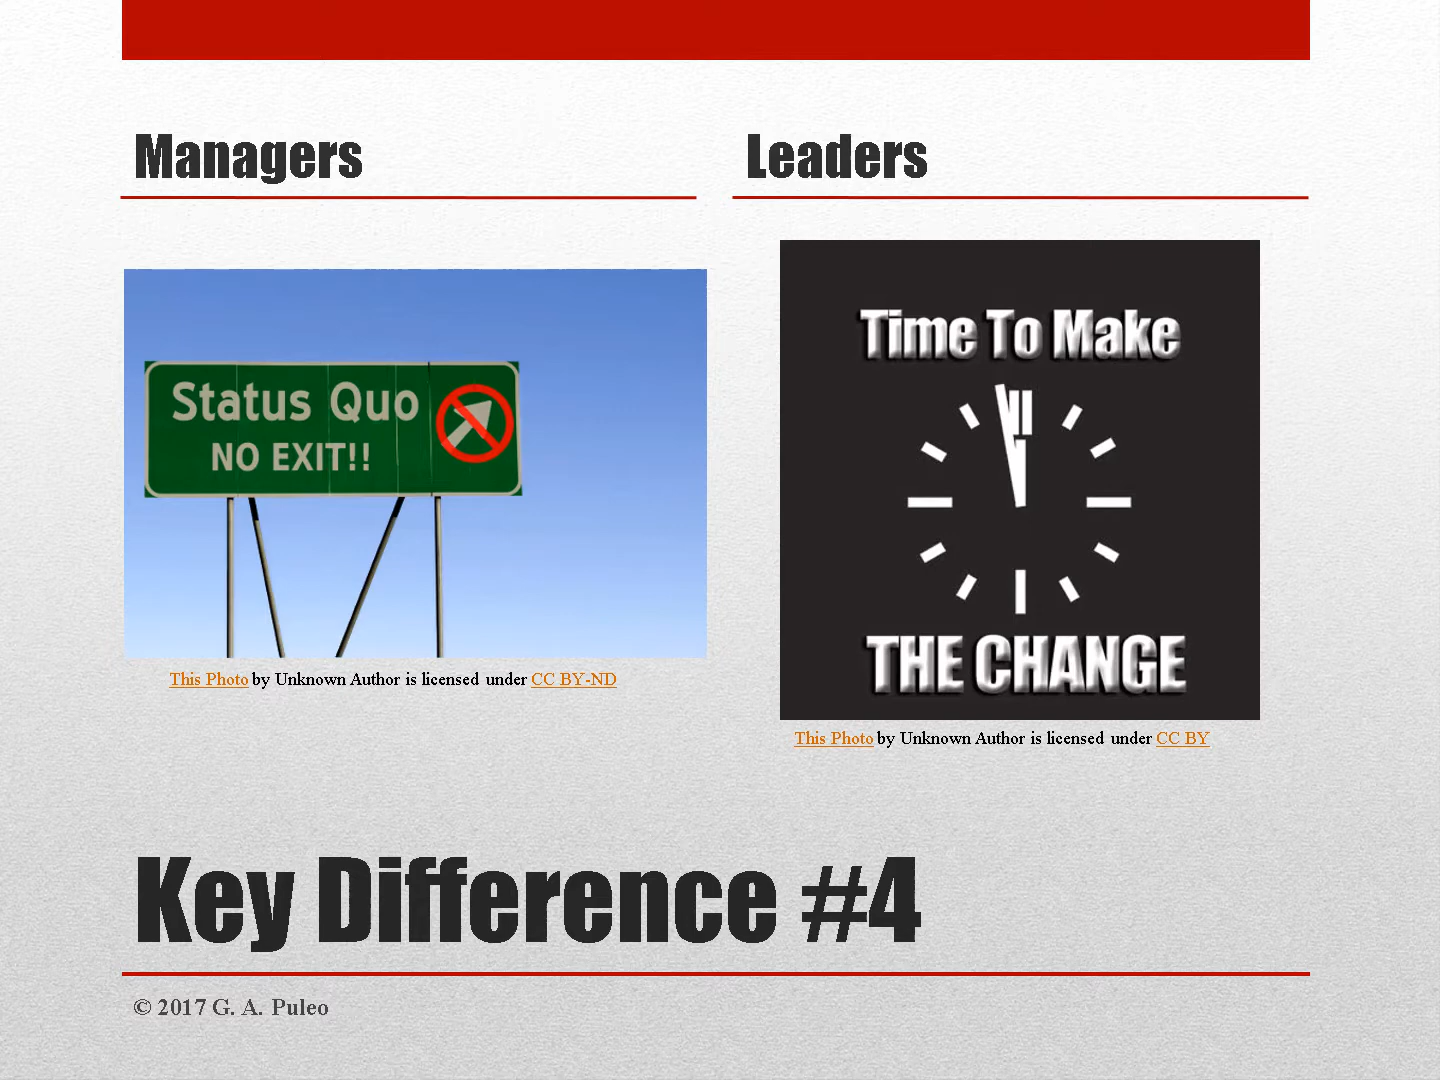 Managers
Leaders
Status Quo
NO EXIT!!
This Photo by Unknown Author is licensed under CC BY-ND
Time To Make
II
THE CHANGE
This Photo by Unknown Author is licensed under CC BY
Key Difference #4
© 2017 G. A. Puleo